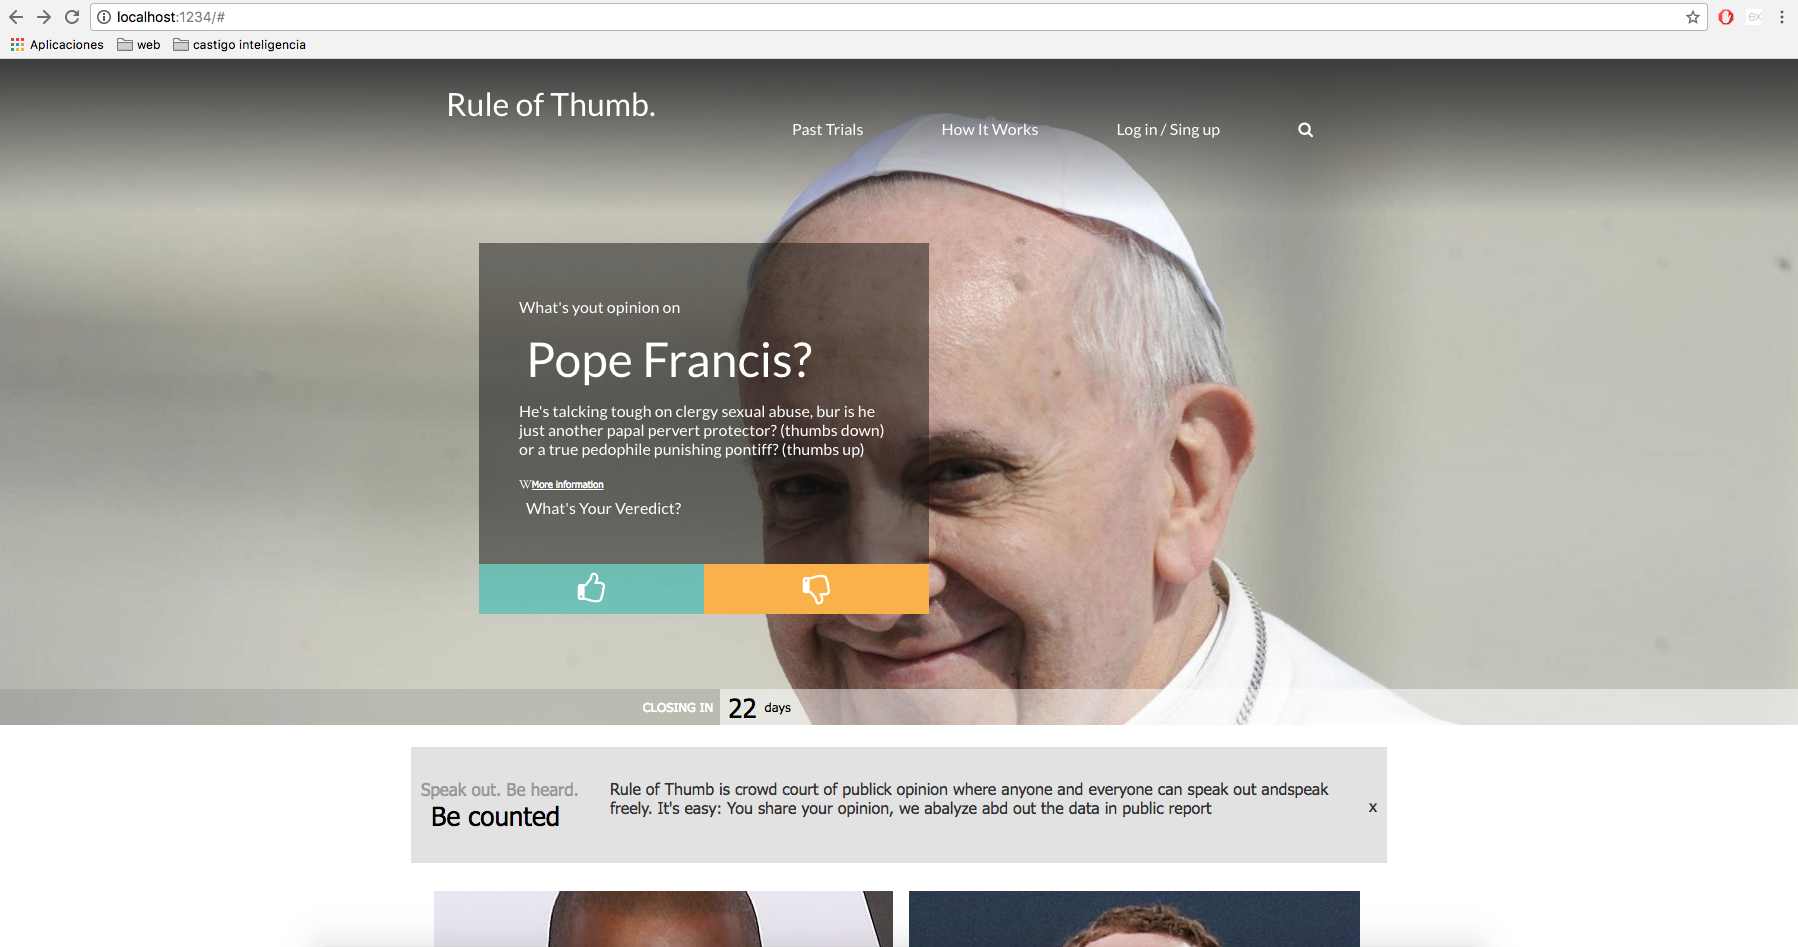 localhost:1234/#
Aplicaciones web castigo inteligencia
Rule of Thumb.
Past Trials How It Works Log in / Sing up
What's yout opinion on
Pope Francis?
He's talcking tough on clergy sexual abuse, bur is he
just another papal pervert protector? (thumbs down)
or a true pedophile punishing pontiff? (thumbs up)
WMore information
What's Your Veredict?
CLOSING IN 22 days
Speak out. Be heard.
Be counted
Rule of Thumb is crowd court of publick opinion where anyone and everyone can speak out andspeak
freely. It's easy: You share your opinion, we abalyze abd out the data in public report
x